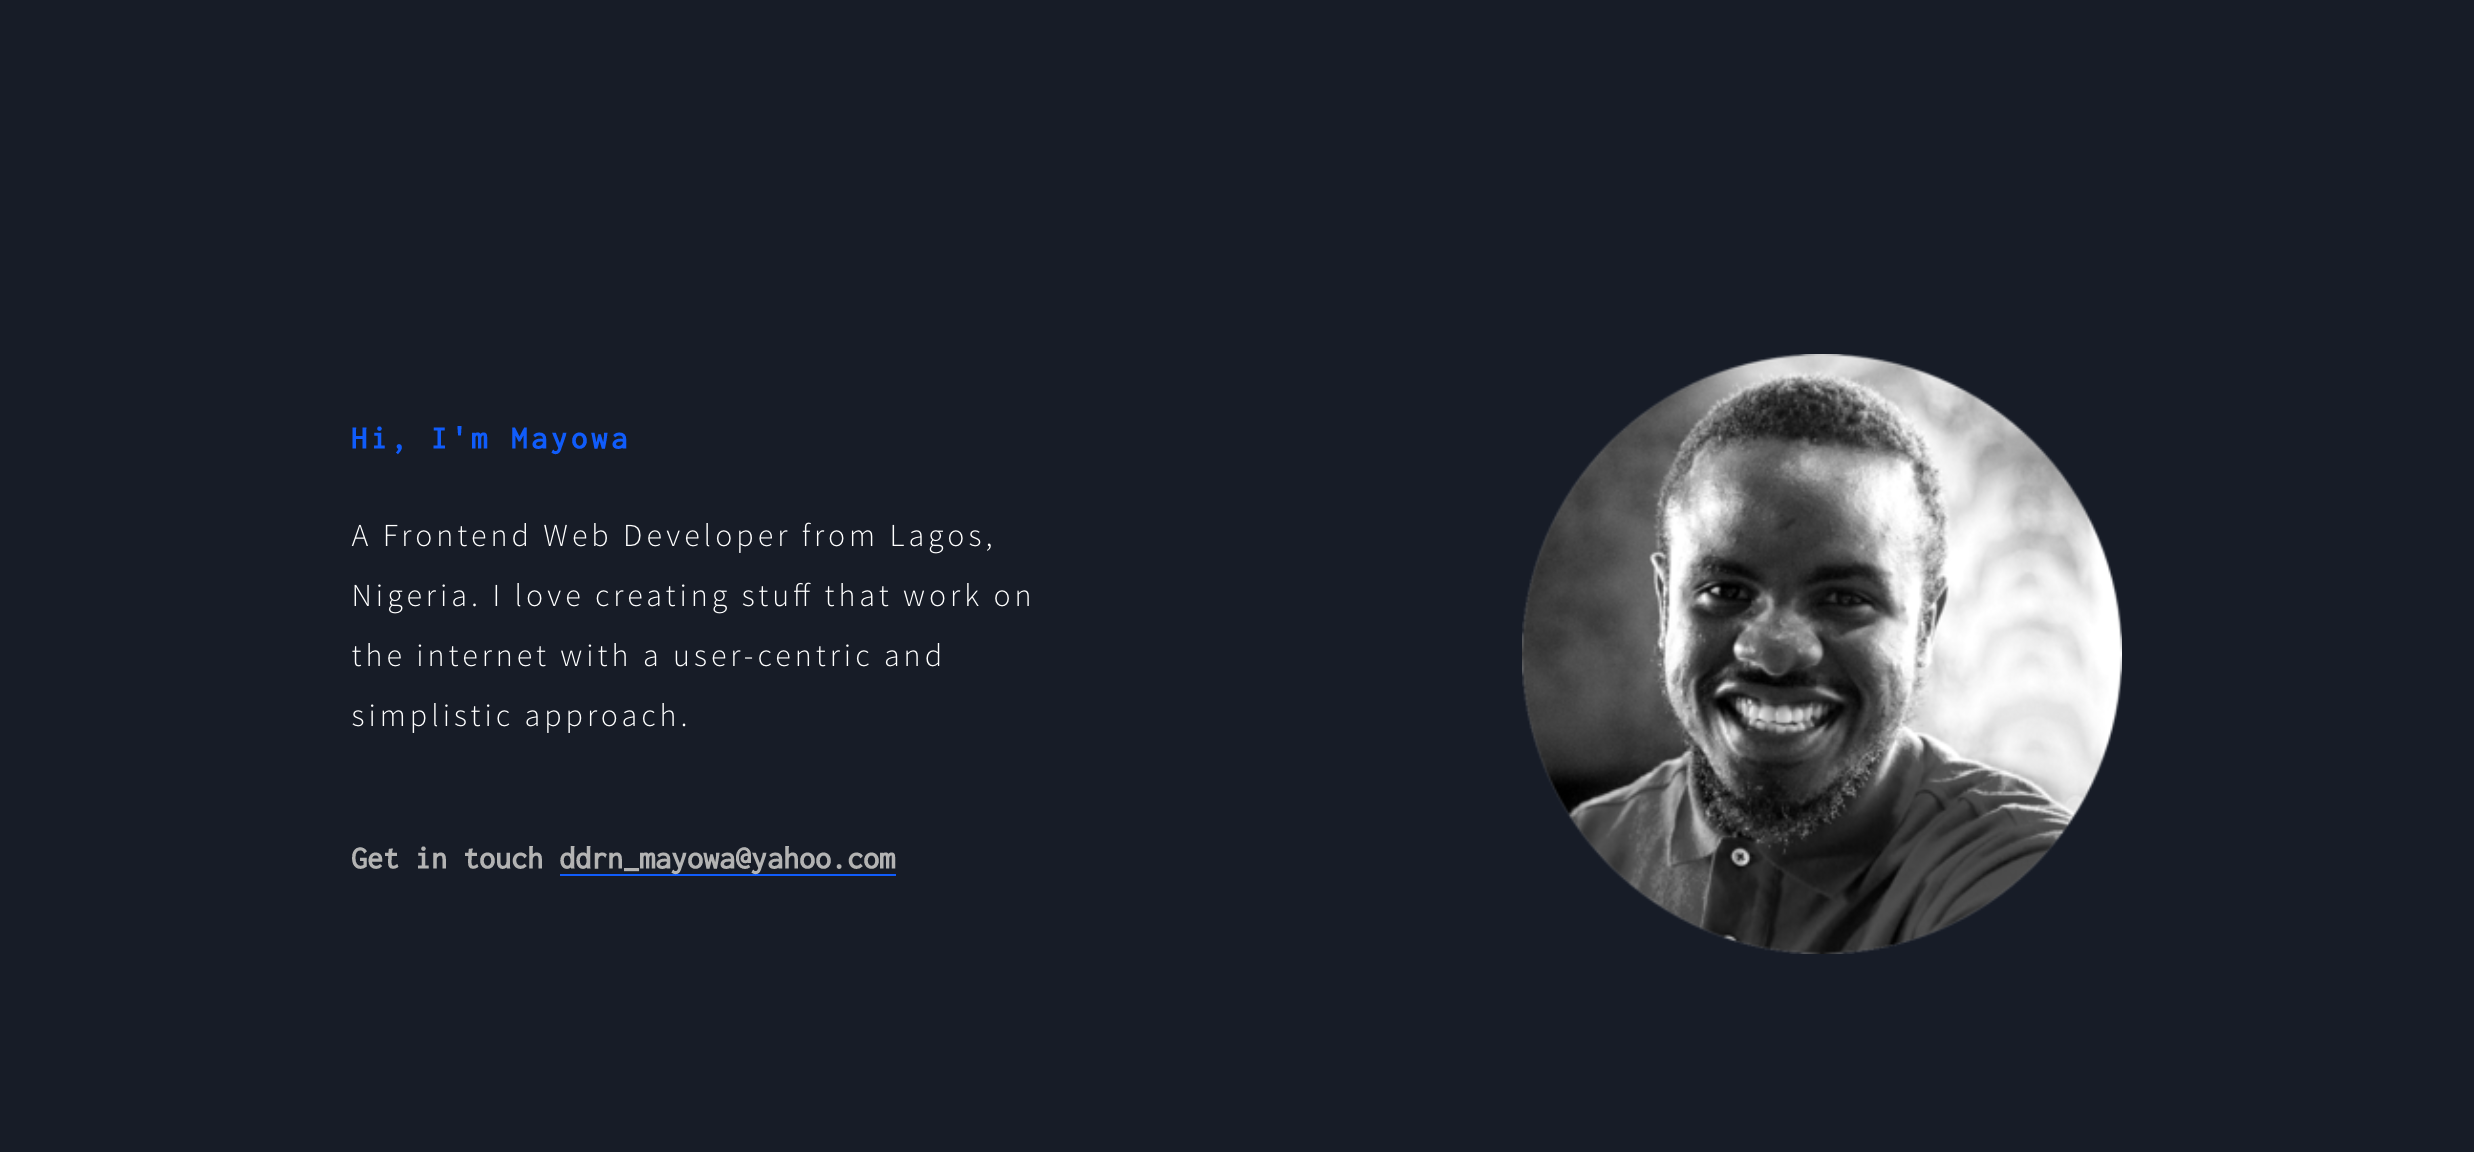 Hi, I'm Mayowa
A Frontend Web Developer from Lagos,
Nigeria. I love creating stuff that work on
the internet with a user-centric and
simplistic approach.
Get in touch ddrn_mayowa@yahoo.com